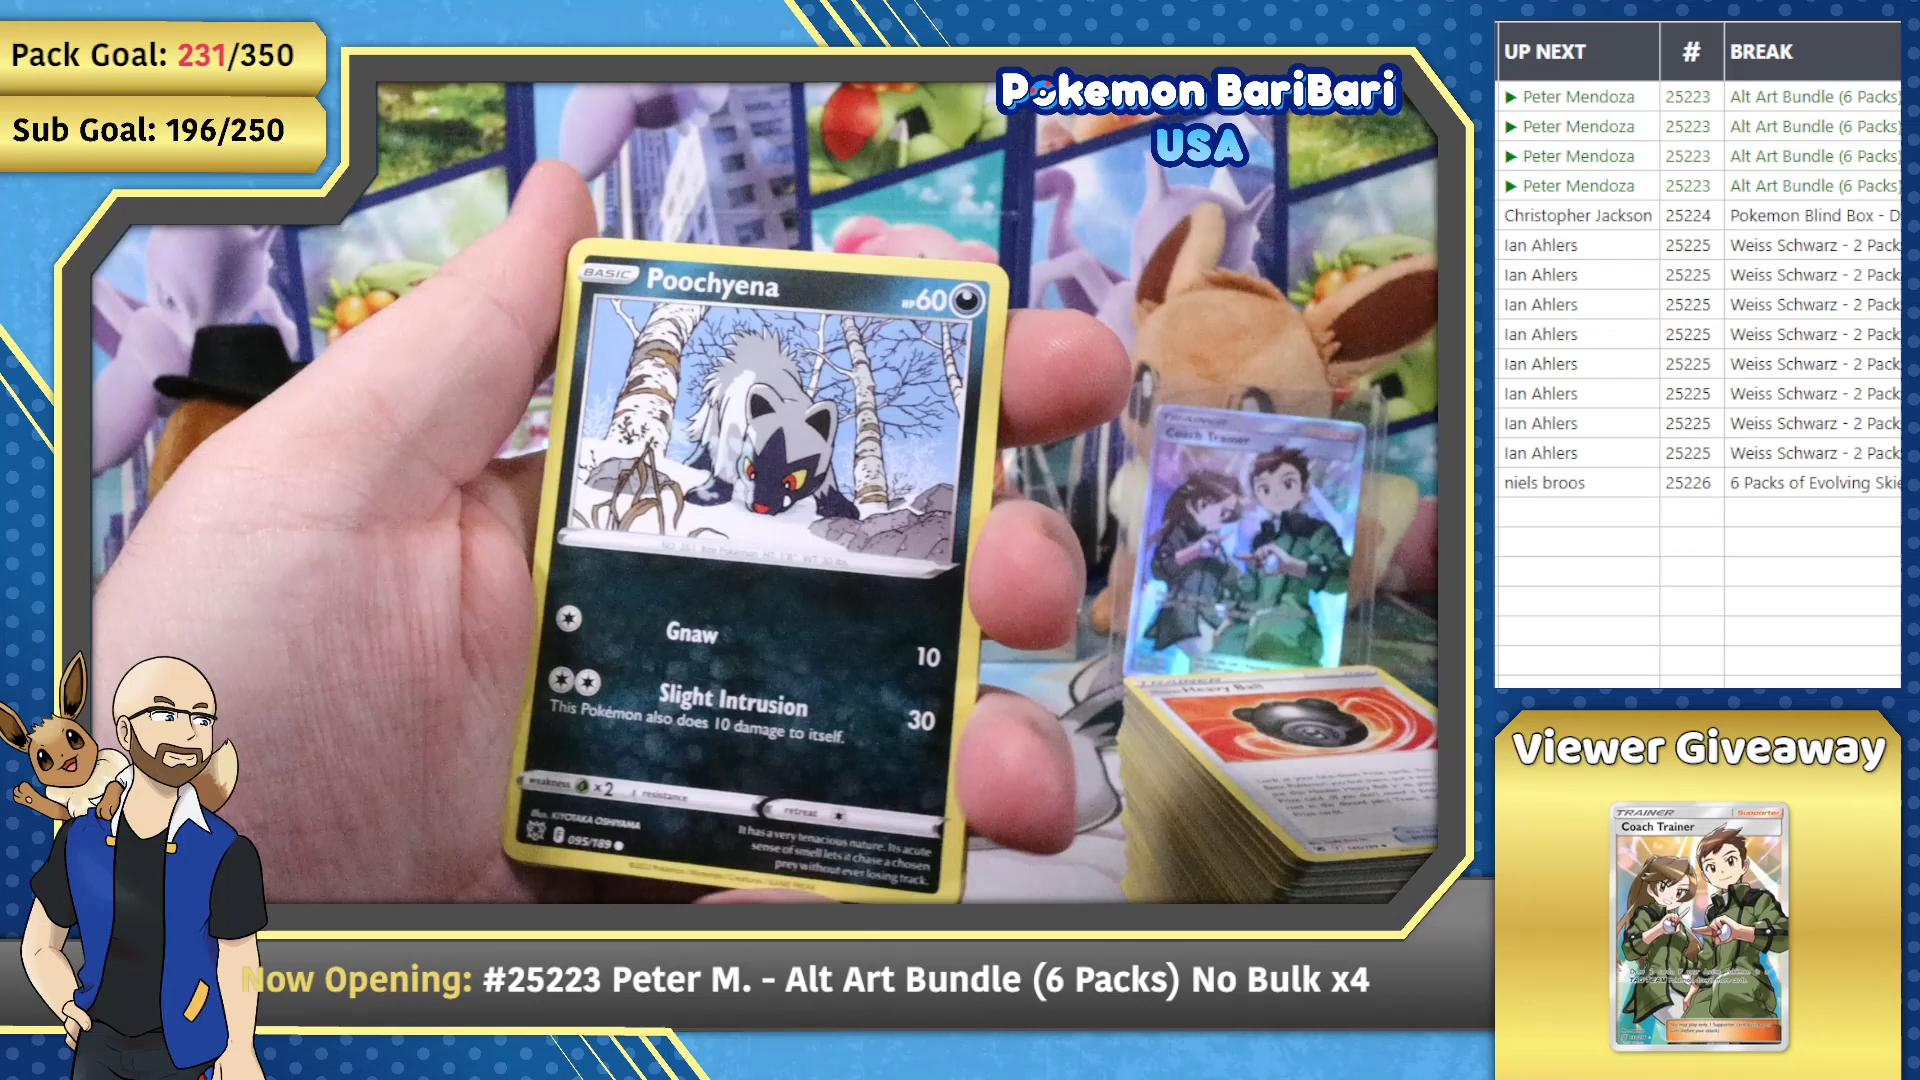 Pack Goal: 231/350
Sub Goal: 196/250
Pokemon BariBari
USA
BASIC Poochyena HP 60
Gnaw 10
Slight Intrusion 30
This Pokémon also does 10 damage to itself.
weakness ×2 resistance retreat
Illus. KIYOTAKA OSHIYAMA
095/189
It has a very tenacious nature. Its acute
sense of smell lets it chase a chosen
prey without ever losing track.
Coach Trainer
TRAINER
Heavy Ball
UP NEXT # BREAK
▶ Peter Mendoza 25223 Alt Art Bundle (6 Packs)
▶ Peter Mendoza 25223 Alt Art Bundle (6 Packs)
▶ Peter Mendoza 25223 Alt Art Bundle (6 Packs)
▶ Peter Mendoza 25223 Alt Art Bundle (6 Packs)
Christopher Jackson 25224 Pokemon Blind Box - D
Ian Ahlers 25225 Weiss Schwarz - 2 Pack
Ian Ahlers 25225 Weiss Schwarz - 2 Pack
Ian Ahlers 25225 Weiss Schwarz - 2 Pack
Ian Ahlers 25225 Weiss Schwarz - 2 Pack
Ian Ahlers 25225 Weiss Schwarz - 2 Pack
Ian Ahlers 25225 Weiss Schwarz - 2 Pack
Ian Ahlers 25225 Weiss Schwarz - 2 Pack
Ian Ahlers 25225 Weiss Schwarz - 2 Pack
niels broos 25226 6 Packs of Evolving Skie
Viewer Giveaway
TRAINER Supporter
Coach Trainer
Now Opening: #25223 Peter M. - Alt Art Bundle (6 Packs) No Bulk x4